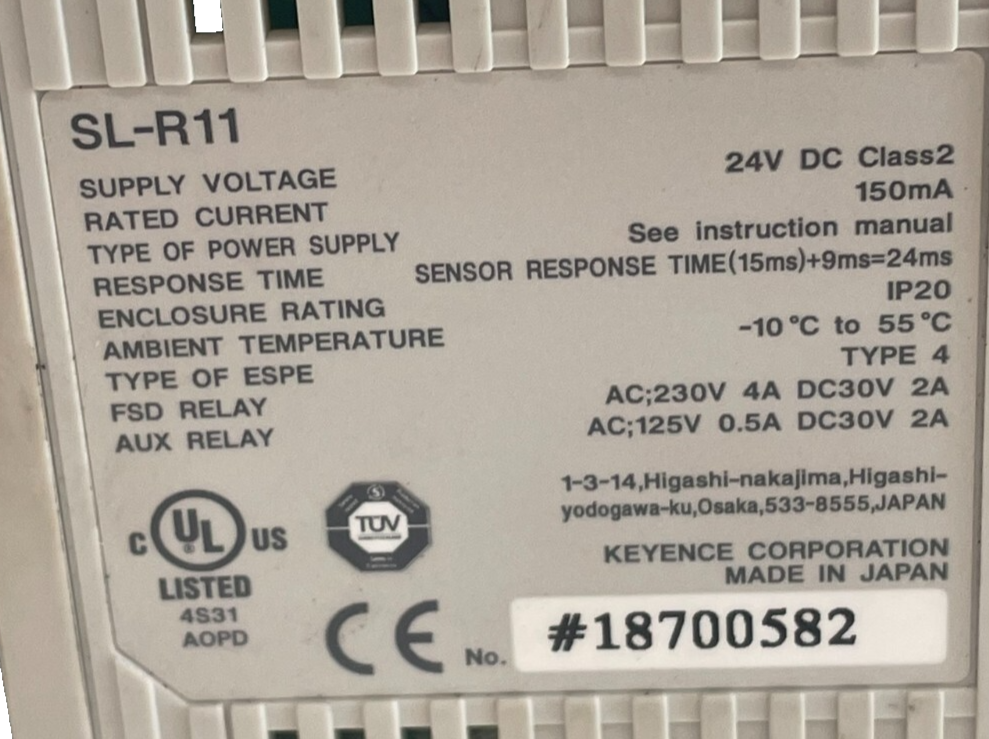 SL-R11
SUPPLY VOLTAGE 24V DC Class2
RATED CURRENT 150mA
TYPE OF POWER SUPPLY See instruction manual
RESPONSE TIME SENSOR RESPONSE TIME(15ms)+9ms=24ms
ENCLOSURE RATING IP20
AMBIENT TEMPERATURE -10°C to 55°C
TYPE OF ESPE TYPE 4
FSD RELAY AC;230V 4A DC30V 2A
AUX RELAY AC;125V 0.5A DC30V 2A
1-3-14,Higashi-nakajima,Higashi-
yodogawa-ku,Osaka,533-8555,JAPAN
KEYENCE CORPORATION
MADE IN JAPAN
C UL US
LISTED
4S31
AOPD
TÜV
CE
No. #18700582